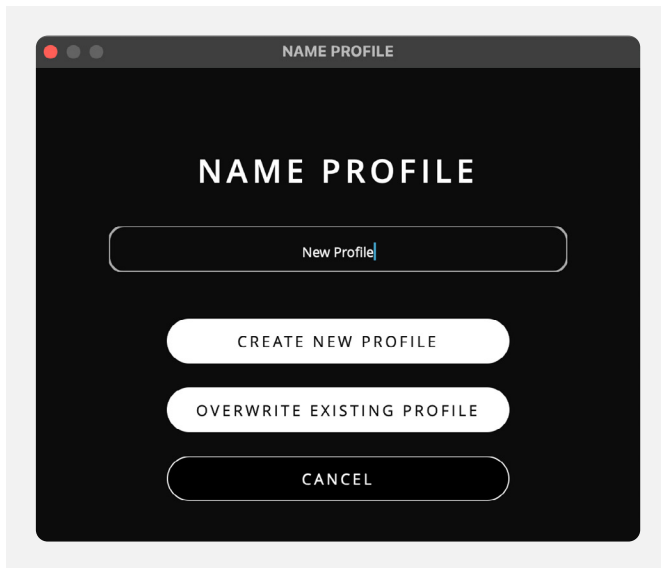 NAME PROFILE
NAME PROFILE
New Profile
CREATE NEW PROFILE
OVERWRITE EXISTING PROFILE
CANCEL